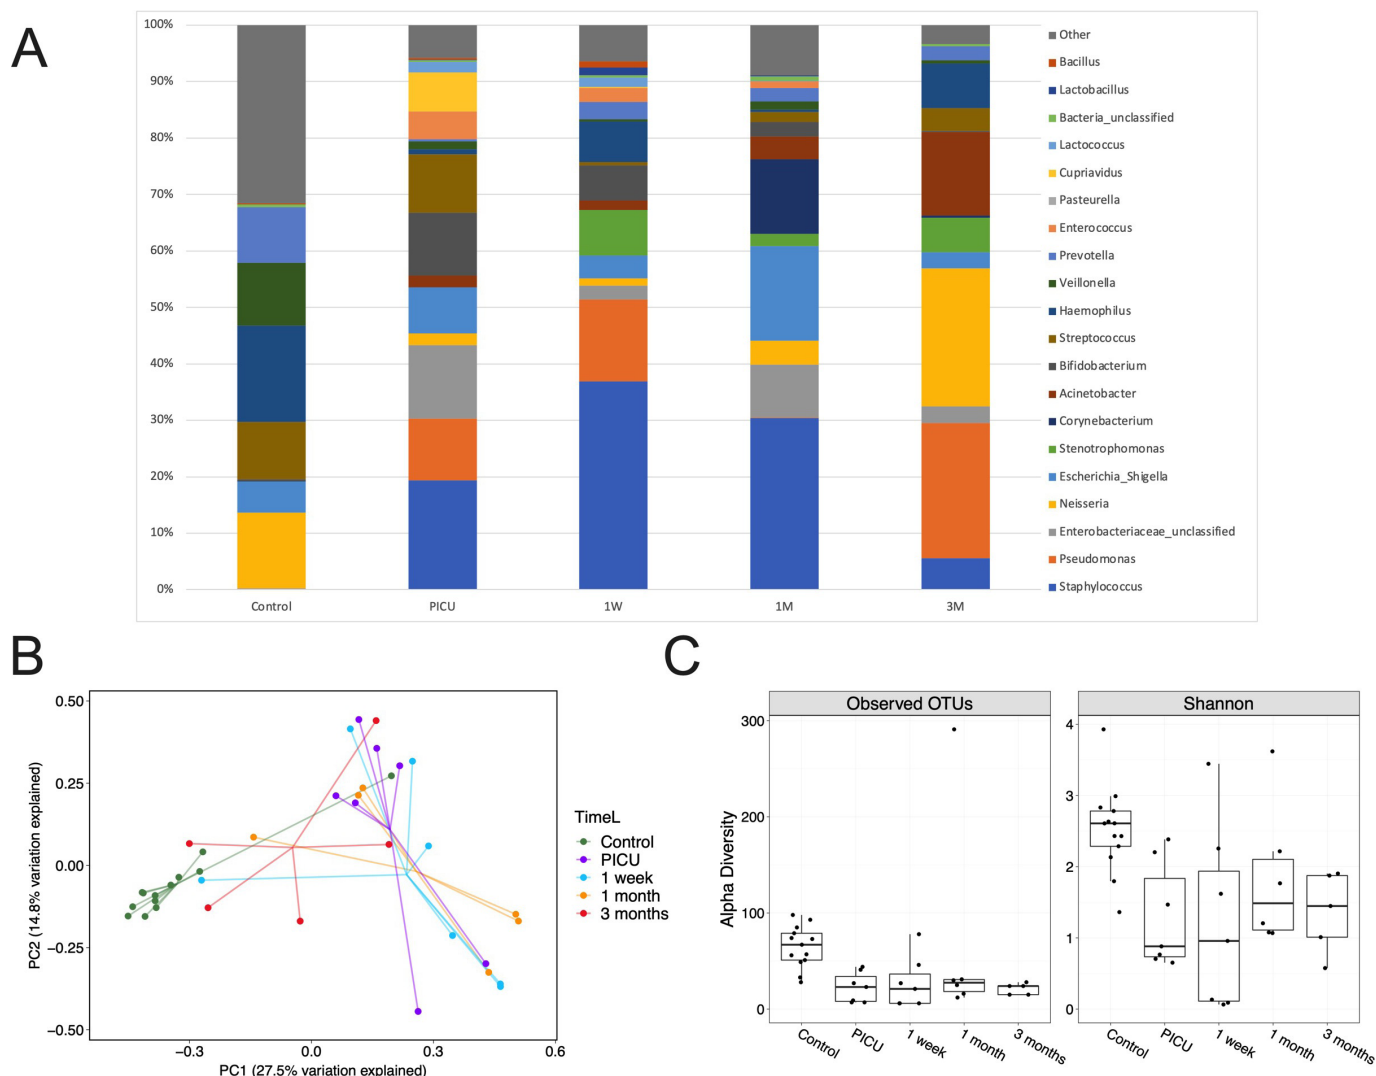 A
100%
90%
80%
70%
60%
50%
40%
30%
20%
10%
0%
Control
PICU
1W
1M
3M
Other
Bacillus
Lactobacillus
Bacteria_unclassified
Lactococcus
Cupriavidus
Pasteurella
Enterococcus
Prevotella
Veillonella
Haemophilus
Streptococcus
Bifidobacterium
Acinetobacter
Corynebacterium
Stenotrophomonas
Escherichia_Shigella
Neisseria
Enterobacteriaceae_unclassified
Pseudomonas
Staphylococcus
B
PC2 (14.8% variation explained)
0.50
0.25
0.00
−0.25
−0.50
−0.3
0.0
0.3
0.6
PC1 (27.5% variation explained)
TimeL
Control
PICU
1 week
1 month
3 months
C
Alpha Diversity
Observed OTUs
300
200
100
0
Control
PICU
1 week
1 month
3 months
Shannon
4
3
2
1
0
Control
PICU
1 week
1 month
3 months